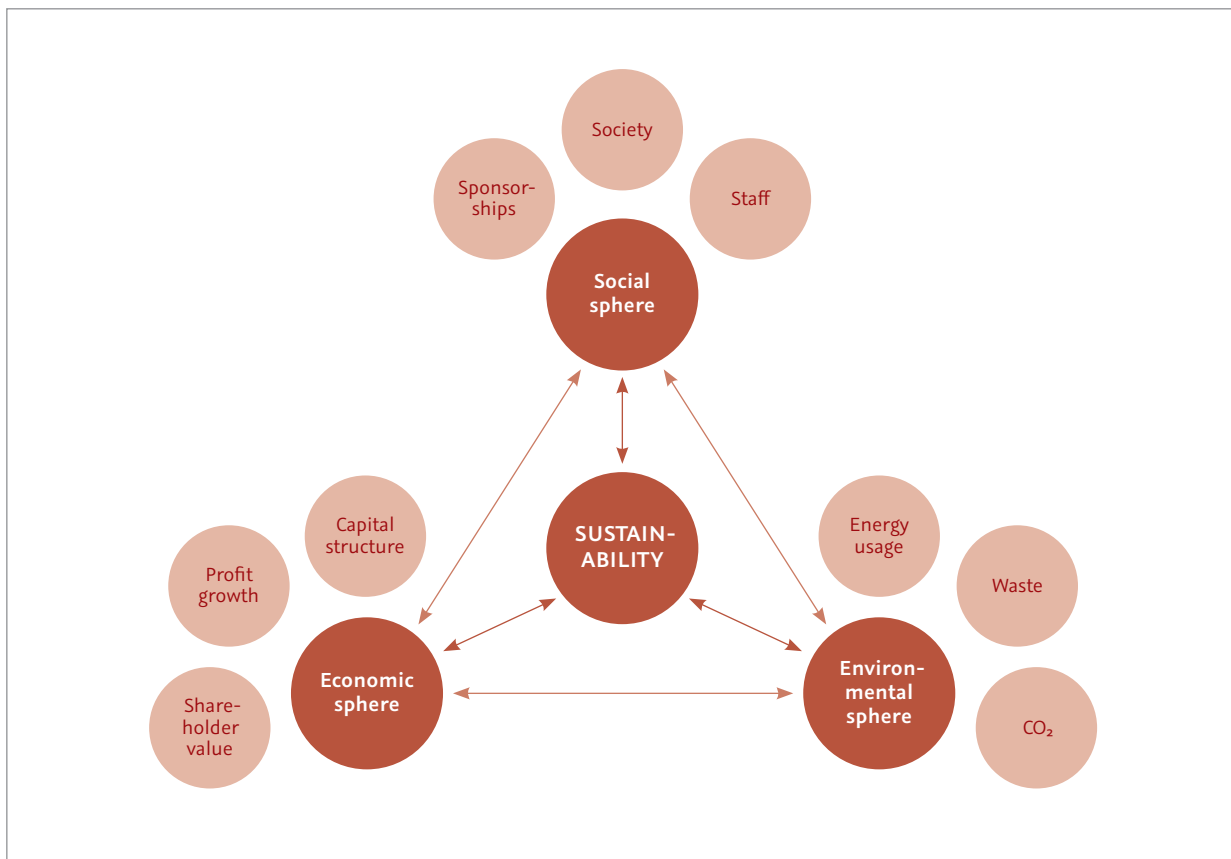 Society
Sponsor-
ships
Staff
Social
sphere
Capital
structure
Energy
usage
SUSTAIN-
ABILITY
Profit
growth
Waste
Economic
sphere
Environ-
mental
sphere
Share-
holder
value
CO₂